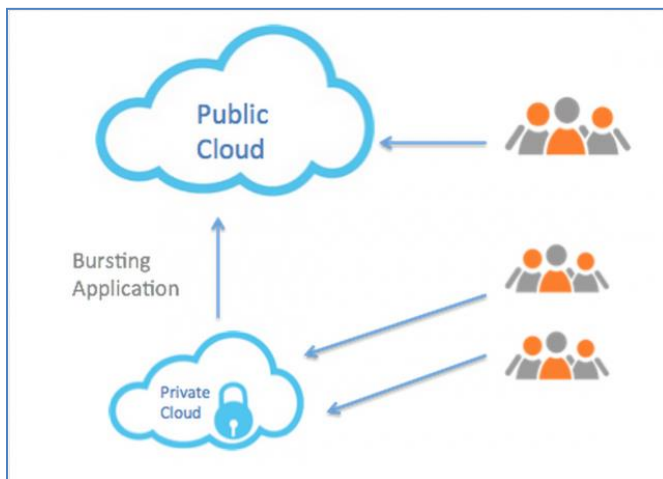 Public
Cloud
Bursting
Application
Private
Cloud